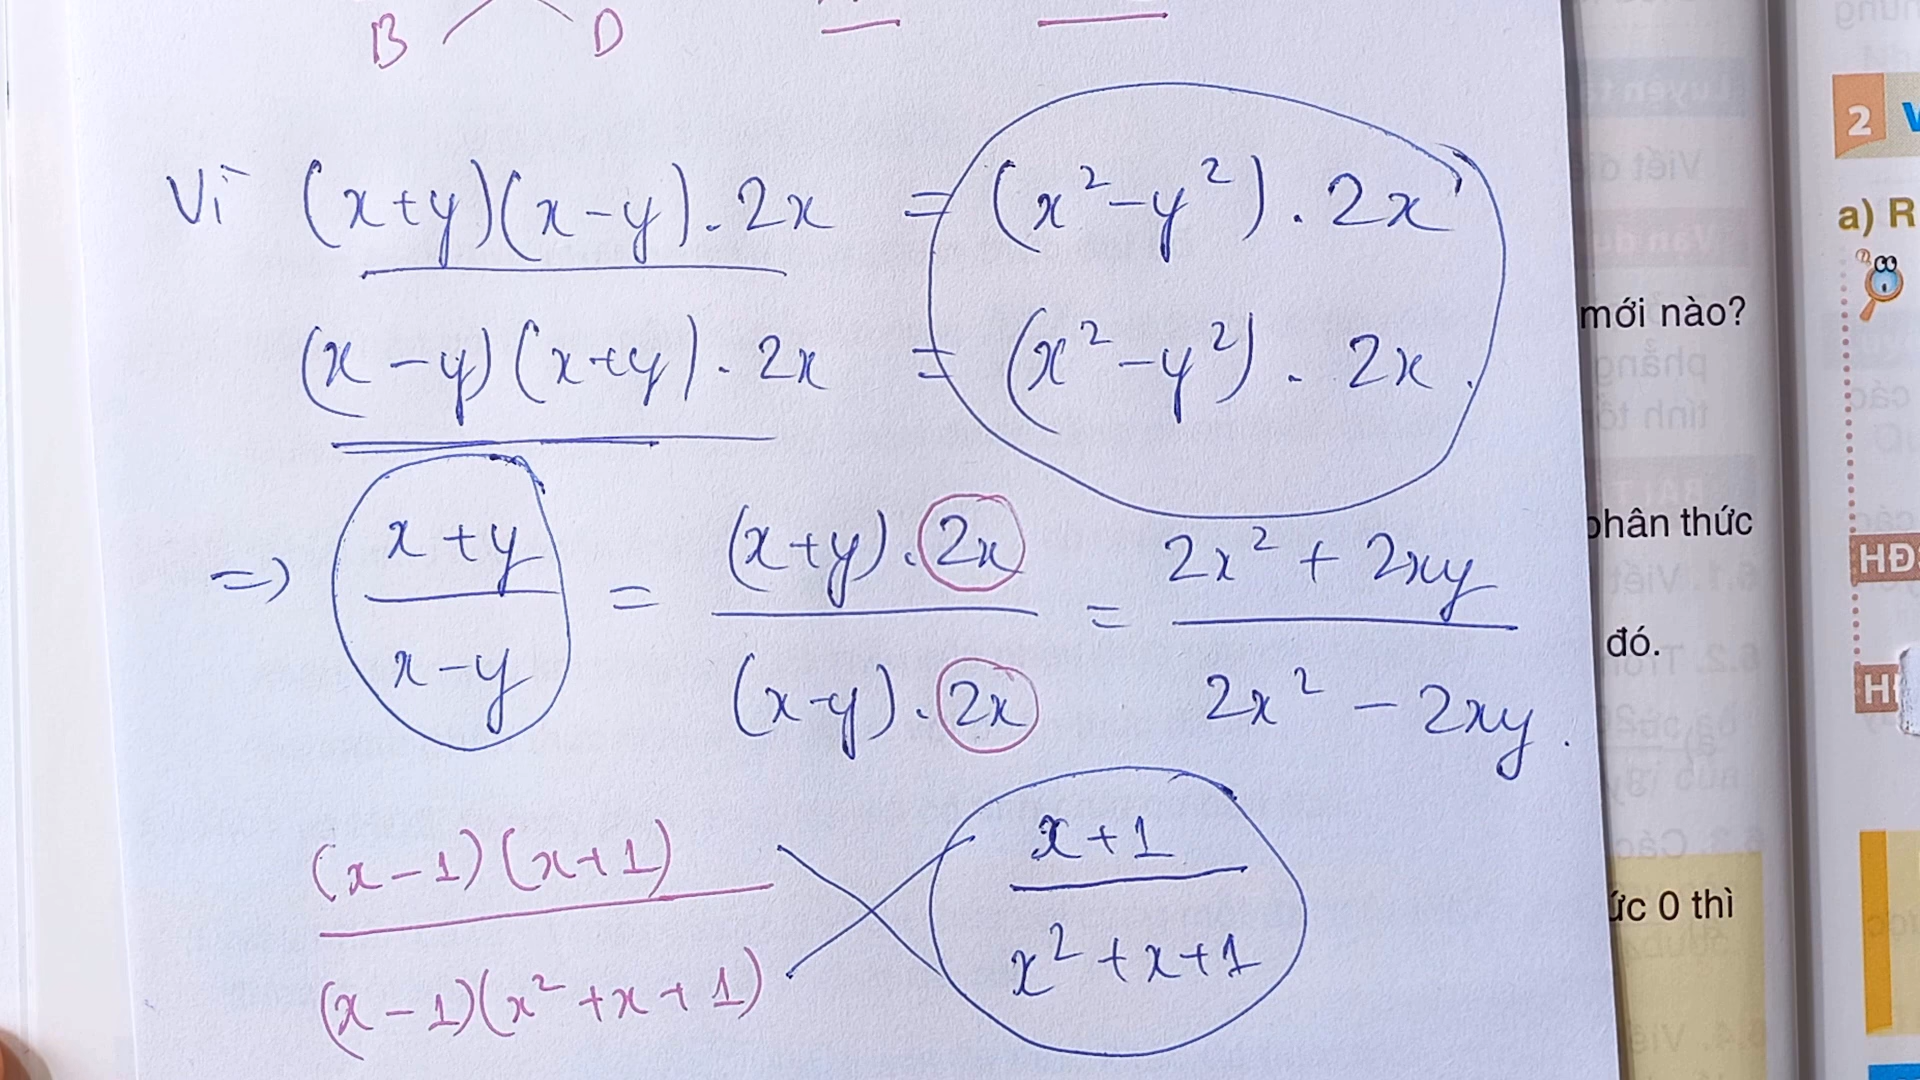 B D
Vì (x+y)(x-y).2x = (x²-y²).2x
(x-y)(x+y).2x = (x²-y²).2x.
=> x+y / x-y = (x+y).2x / (x-y).2x = 2x²+2xy / 2x²-2xy.
(x-1)(x+1) / (x-1)(x²+x+1) x+1 / x²+x+1
mới nào?
phân thức
đó.
ức 0 thì
2
a) R
HĐ